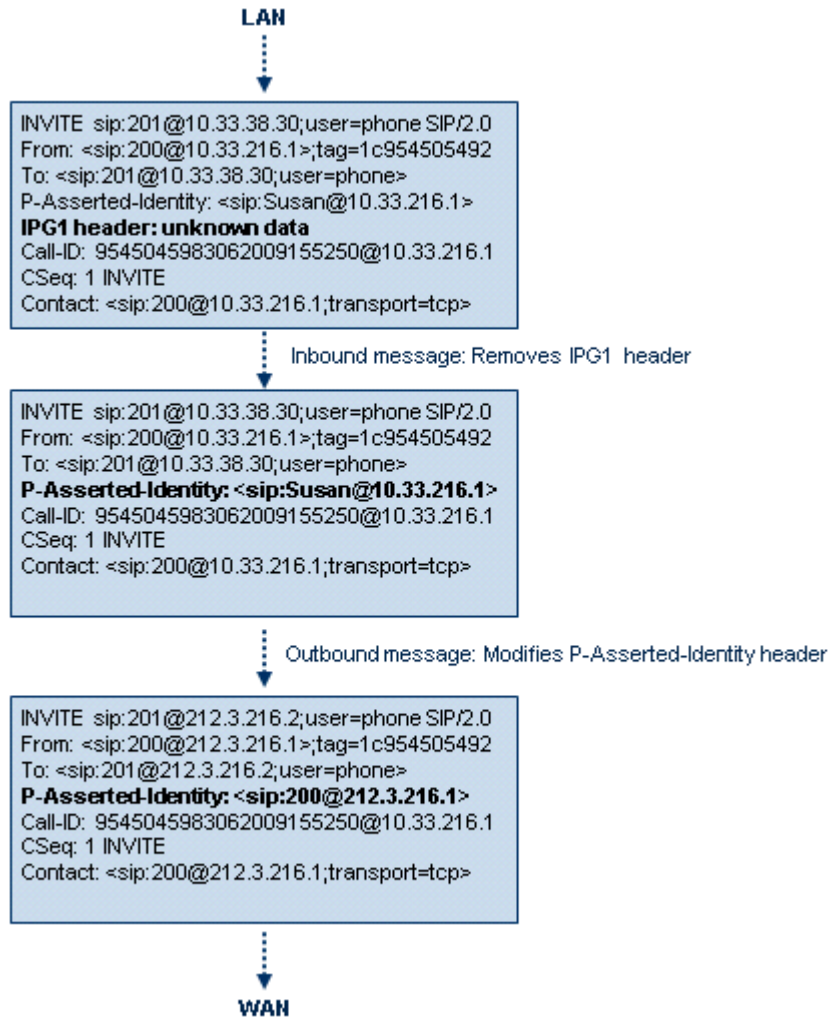 LAN
INVITE sip:201@10.33.38.30;user=phone SIP/2.0
From: <sip:200@10.33.216.1>;tag=1c954505492
To: <sip:201@10.33.38.30;user=phone>
P-Asserted-Identity: <sip:Susan@10.33.216.1>
IPG1 header: unknown data
Call-ID: 95450459830620091 55250@10.33.216.1
CSeq: 1 INVITE
Contact: <sip:200@10.33.216.1;transport=tcp>
Inbound message: Removes IPG1 header
INVITE sip:201@10.33.38.30;user=phone SIP/2.0
From: <sip:200@10.33.216.1>;tag=1c954505492
To: <sip:201@10.33.38.30;user=phone>
P-Asserted-Identity: <sip:Susan@10.33.216.1>
Call-ID: 9545045983062009155250@10.33.216.1
CSeq: 1 INVITE
Contact: <sip:200@10.33.216.1;transport=tcp>
Outbound message: Modifies P-Asserted-Identity header
INVITE sip:201@212.3.216.2;user=phone SIP/2.0
From: <sip:200@212.3.216.1>;tag=1c954505492
To: <sip:201@212.3.216.2;user=phone>
P-Asserted-Identity: <sip:200@212.3.216.1>
Call-ID: 9545045983062009155250@10.33.216.1
CSeq: 1 INVITE
Contact: <sip:200@212.3.216.1;transport=tcp>
WAN